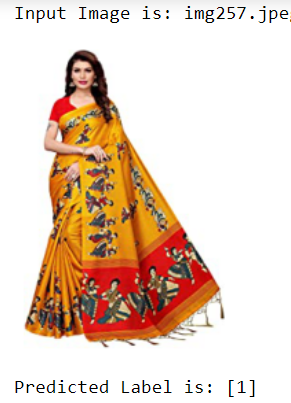 Input Image is: img257.jpeg
Predicted Label is: [1]